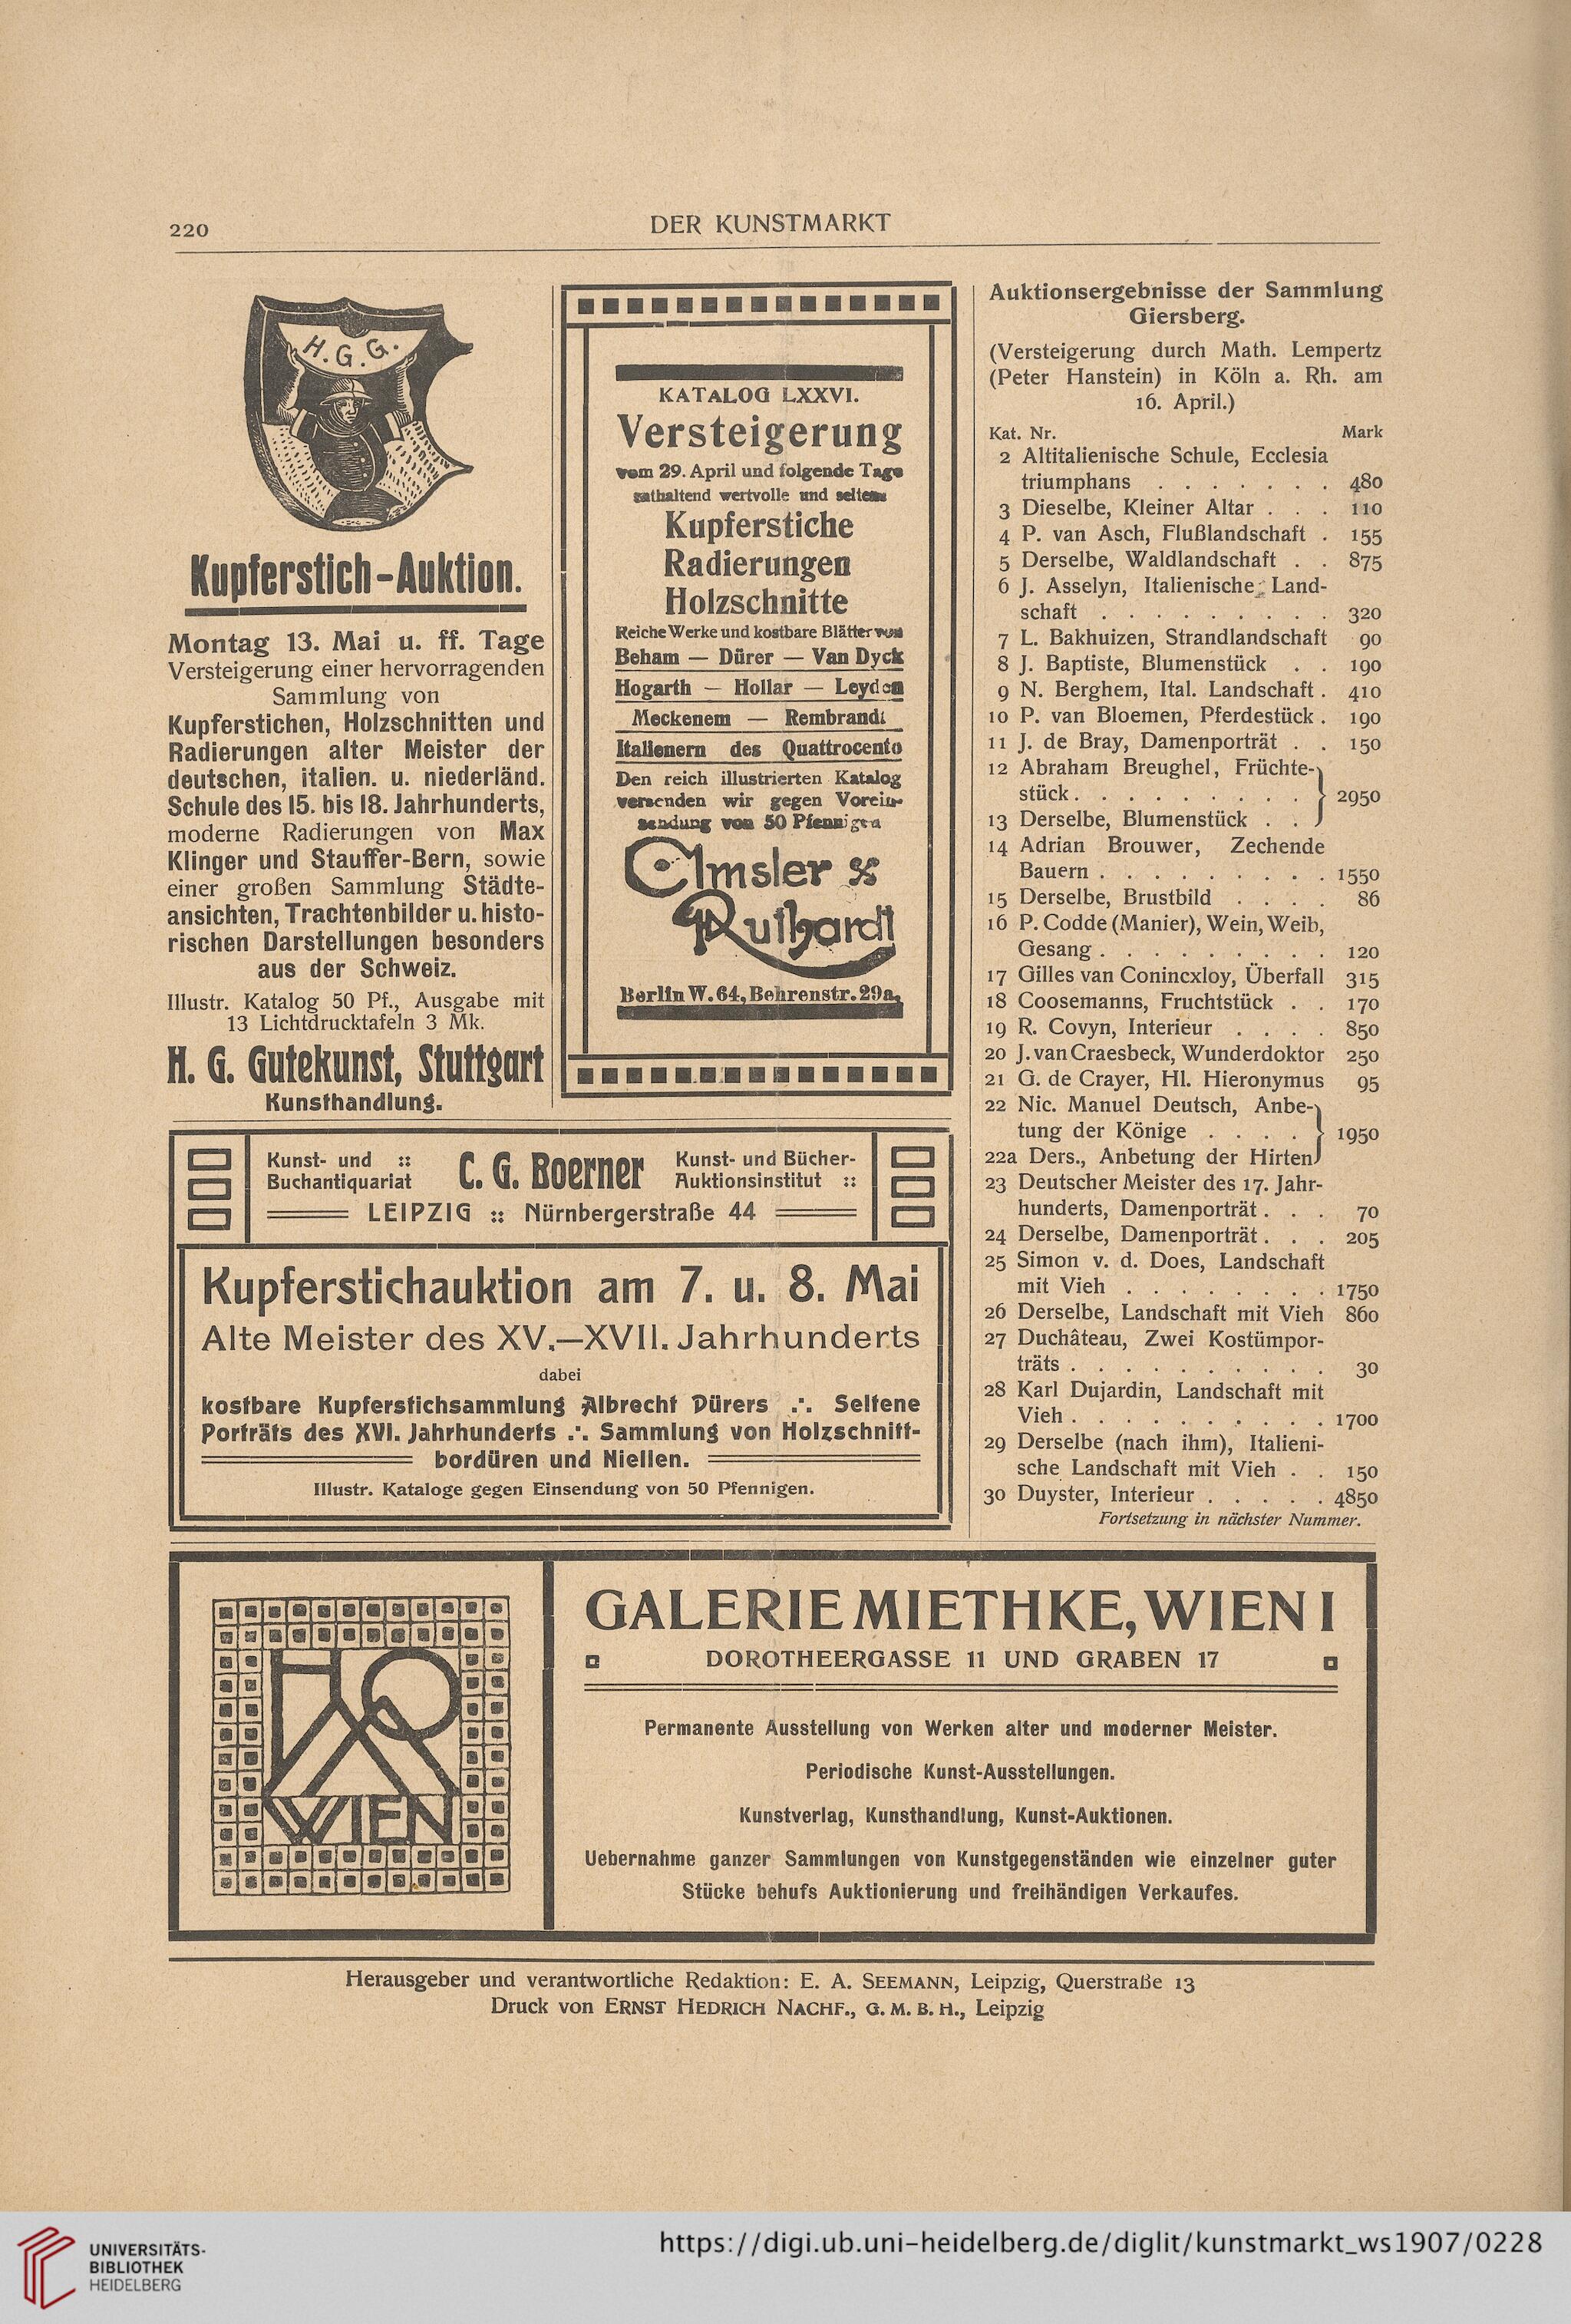 220
DER KUNSTMARKT
H. G. G.
Kupferstich-Auktion.
Montag 13. Mai u. ff. Tage
Versteigerung einer hervorragenden
Sammlung von
Kupferstichen, Holzschnitten und
Radierungen alter Meister der
deutschen, italien. u. niederländ.
Schule des 15. bis 18. Jahrhunderts,
moderne Radierungen von Max
Klinger und Stauffer-Bern, sowie
einer großen Sammlung Städte-
ansichten, Trachtenbilder u. histo-
rischen Darstellungen besonders
aus der Schweiz.
Illustr. Katalog 50 Pf., Ausgabe mit
13 Lichtdrucktafeln 3 Mk.
H. G. Gutekunst, Stuttgart
Kunsthandlung.
KATALOG LXXVI.
Versteigerung
vom 29. April und folgende Tage
enthaltend wertvolle und seltene
Kupferstiche
Radierungen
Holzschnitte
Reiche Werke und kostbare Blätter von
Beham — Dürer — Van Dyck
Hogarth — Hollar — Leyden
Meckenem — Rembrandt
Italienern des Quattrocento
Den reich illustrierten Katalog
versenden wir gegen Vorein-
sendung von 50 Pfennigen
Amsler &
Ruthardt
Berlin W. 64, Behrenstr. 29a.
Kunst- und ::
Buchantiquariat
C. G. Boerner
Kunst- und Bücher-
Auktionsinstitut ::
LEIPZIG :: Nürnbergerstraße 44
Kupferstichauktion am 7. u. 8. Mai
Alte Meister des XV.—XVII. Jahrhunderts
dabei
kostbare Kupferstichsammlung Albrecht Dürers .·. Seltene
Porträts des XVI. Jahrhunderts .·. Sammlung von Holzschnitt-
bordüren und Niellen.
Illustr. Kataloge gegen Einsendung von 50 Pfennigen.
Auktionsergebnisse der Sammlung
Giersberg.
(Versteigerung durch Math. Lempertz
(Peter Hanstein) in Köln a. Rh. am
16. April.)
Kat. Nr. Mark
2 Altitalienische Schule, Ecclesia
triumphans . . . . . . . 480
3 Dieselbe, Kleiner Altar . . . 110
4 P. van Asch, Flußlandschaft . 155
5 Derselbe, Waldlandschaft . . 875
6 J. Asselyn, Italienische Land-
schaft . . . . . . . . . 320
7 L. Bakhuizen, Strandlandschaft 90
8 J. Baptiste, Blumenstück . . 190
9 N. Berghem, Ital. Landschaft . 410
10 P. van Bloemen, Pferdestück . 190
11 J. de Bray, Damenporträt . . 150
12 Abraham Breughel, Früchte-
stück . . . . . . . . . } 2950
13 Derselbe, Blumenstück . .
14 Adrian Brouwer, Zechende
Bauern . . . . . . . . . 1550
15 Derselbe, Brustbild . . . . 86
16 P. Codde (Manier), Wein, Weib,
Gesang . . . . . . . . . 120
17 Gilles van Conincxloy, Überfall 315
18 Coosemanns, Fruchtstück . . 170
19 R. Covyn, Interieur . . . . 850
20 J. van Craesbeck, Wunderdoktor 250
21 G. de Crayer, Hl. Hieronymus 95
22 Nic. Manuel Deutsch, Anbe-
tung der Könige . . . . } 1950
22a Ders., Anbetung der Hirten
23 Deutscher Meister des 17. Jahr-
hunderts, Damenporträt . . . 70
24 Derselbe, Damenporträt . . . 205
25 Simon v. d. Does, Landschaft
mit Vieh . . . . . . . . 1750
26 Derselbe, Landschaft mit Vieh 860
27 Duchâteau, Zwei Kostümpor-
träts . . . . . . . . . . 30
28 Karl Dujardin, Landschaft mit
Vieh . . . . . . . . . . 1700
29 Derselbe (nach ihm), Italieni-
sche Landschaft mit Vieh . . 150
30 Duyster, Interieur . . . . . 4850
Fortsetzung in nächster Nummer.
WIEN
GALERIE MIETHKE, WIEN I
DOROTHEERGASSE 11 UND GRABEN 17
Permanente Ausstellung von Werken alter und moderner Meister.
Periodische Kunst-Ausstellungen.
Kunstverlag, Kunsthandlung, Kunst-Auktionen.
Uebernahme ganzer Sammlungen von Kunstgegenständen wie einzelner guter
Stücke behufs Auktionierung und freihändigen Verkaufes.
Herausgeber und verantwortliche Redaktion: E. A. SEEMANN, Leipzig, Querstraße 13
Druck von ERNST HEDRICH NACHF., G. M. B. H., Leipzig
UNIVERSITÄTS-
BIBLIOTHEK
HEIDELBERG
https://digi.ub.uni-heidelberg.de/diglit/kunstmarkt_ws1907/0228